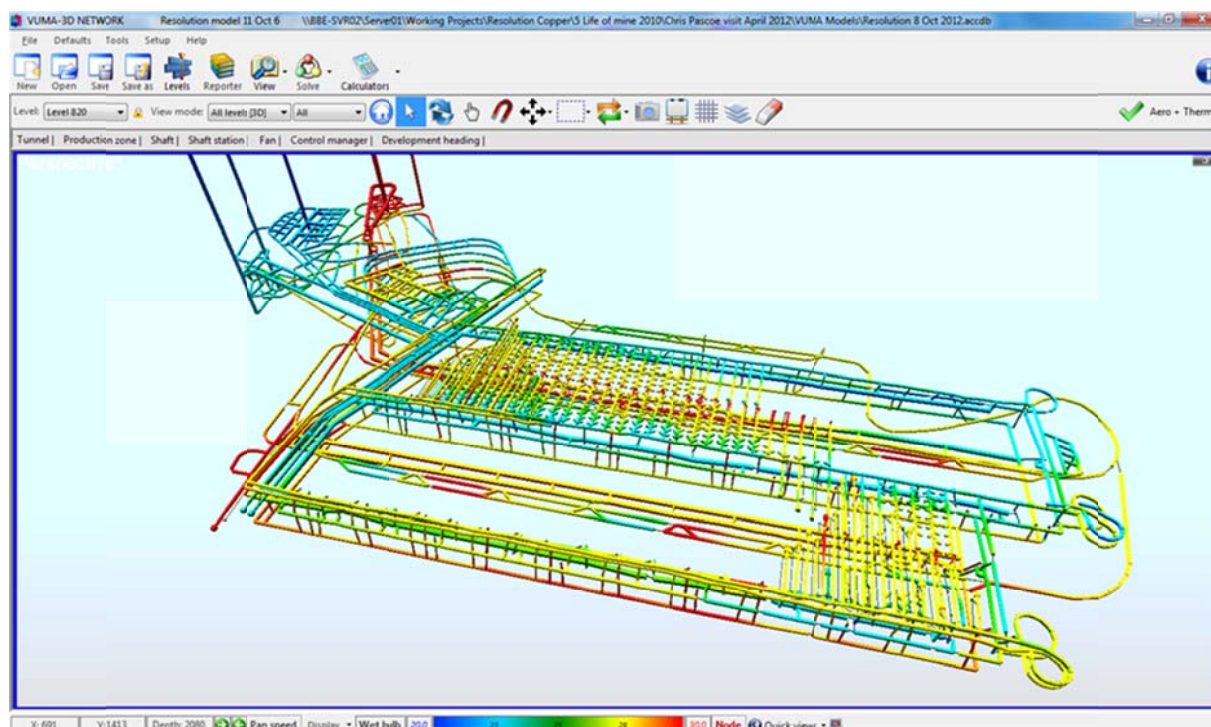 VUMA-3D NETWORK Resolution model 11 Oct 6 \\BBE-SVR02\Serve01\Working Projects\Resolution Copper\5 Life of mine 2010\Chris Pascoe visit April 2012\VUMA Models\Resolution 8 Oct 2012.accdb
File Defaults Tools Setup Help
New Open Save Save as Levels Reporter View Solve Calculators
Level: Level 820 View mode: All levels [3D] All Aero + Therm
Tunnel | Production zone | Shaft | Shaft station | Fan | Control manager | Development heading |
X: 691 Y:1413 Depth: 2080 Pan speed Display Wet bulb 20.0 28 30.0 Node Quick views